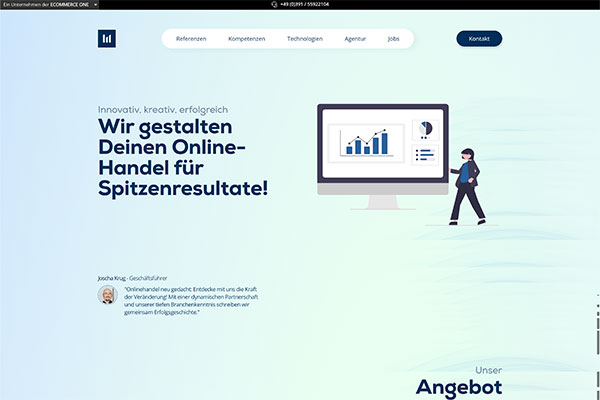 Ein Unternehmen der ECOMMERCE ONE
+49 (0)891 / 55922104
Referenzen Kompetenzen Technologien Agentur Jobs
Kontakt
Innovativ, kreativ, erfolgreich
Wir gestalten
Deinen Online-
Handel für
Spitzenresultate!
Joscha Krug - Geschäftsführer
"Onlinehandel neu gedacht: Entdecke mit uns die Kraft
der Veränderung! Mit einer dynamischen Partnerschaft
und unserer tiefen Branchenkenntnis schreiben wir
gemeinsam Erfolgsgeschichte."
Unser
Angebot